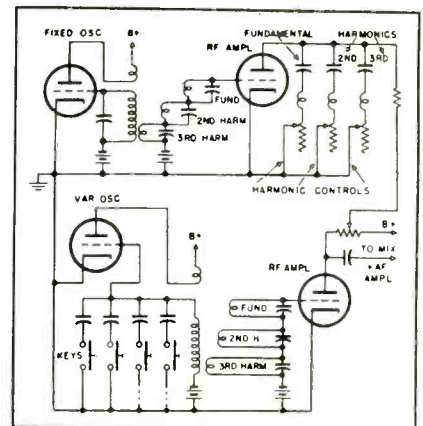 FIXED OSC
B+
RF AMPL
FUNDAMENTAL
HARMONICS
2ND
3RD
FUND
2ND HARM
3RD HARM
HARMONIC CONTROLS
VAR OSC
B+
B+
TO MIX
+ AF
AMPL
RF AMPL
FUND
2ND H
3RD HARM
KEYS